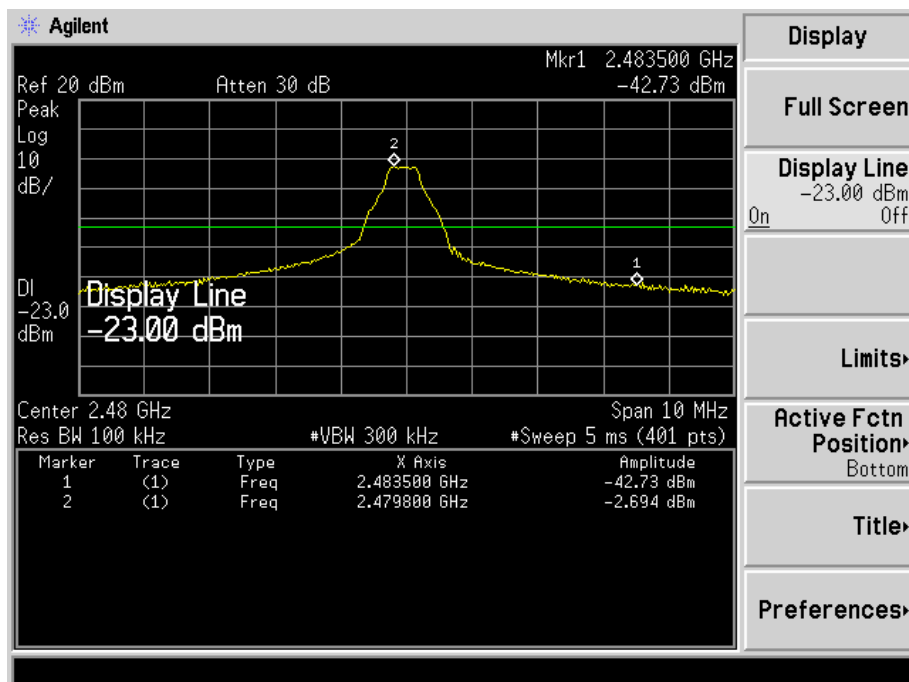 Agilent
Display
Mkr1 2.483500 GHz
Ref 20 dBm Atten 30 dB -42.73 dBm
Peak
Log
10
dB/
2
1
DI
-23.0
dBm
Display Line
-23.00 dBm
Center 2.48 GHz Span 10 MHz
Res BW 100 kHz #VBW 300 kHz #Sweep 5 ms (401 pts)
Marker Trace Type X Axis Amplitude
1 (1) Freq 2.483500 GHz -42.73 dBm
2 (1) Freq 2.479800 GHz -2.694 dBm
Full Screen
Display Line
-23.00 dBm
On Off
Limits
Active Fctn
Position
Bottom
Title
Preferences